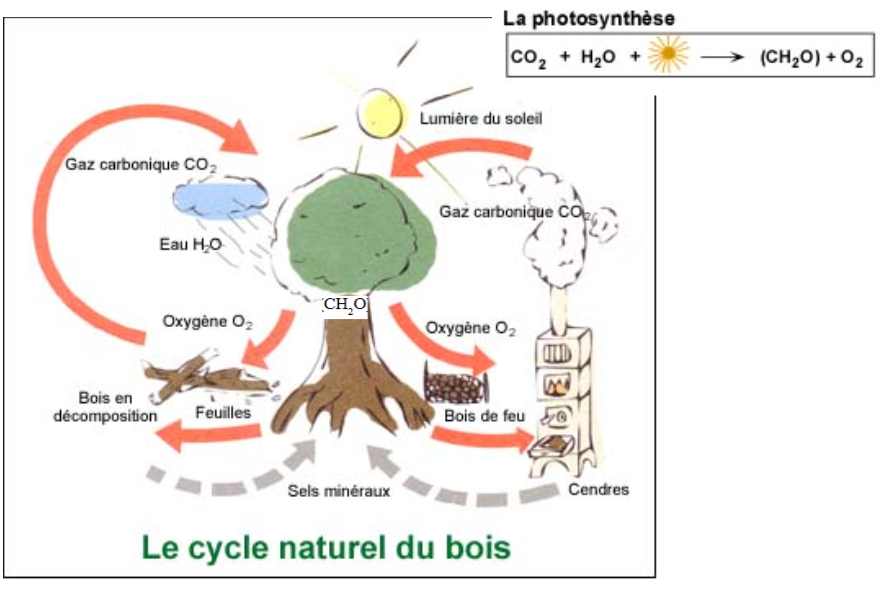 La photosynthèse
CO2 + H2O + → (CH2O) + O2
Lumière du soleil
Gaz carbonique CO2
Gaz carbonique CO2
Eau H2O
(CH2O)
Oxygène O2
Oxygène O2
Bois en
décomposition
Feuilles
Bois de feu
Sels minéraux
Cendres
Le cycle naturel du bois